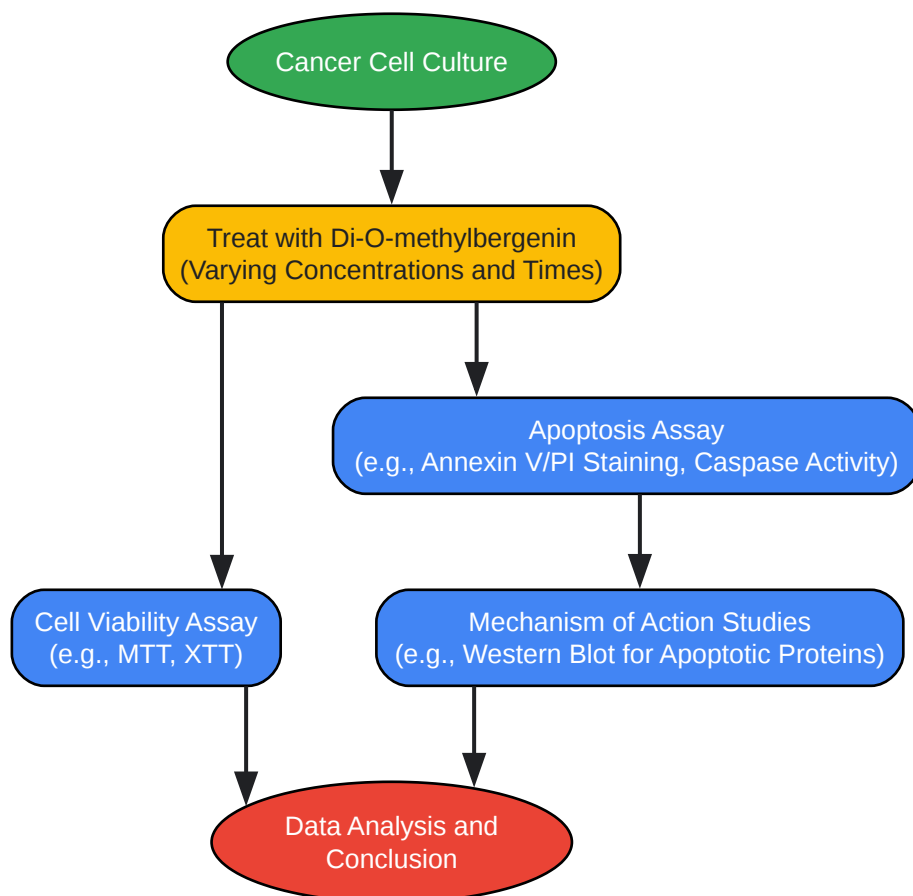 Cancer Cell Culture
Treat with Di-O-methylbergenin
(Varying Concentrations and Times)
Apoptosis Assay
(e.g., Annexin V/PI Staining, Caspase Activity)
Cell Viability Assay
(e.g., MTT, XTT)
Mechanism of Action Studies
(e.g., Western Blot for Apoptotic Proteins)
Data Analysis and
Conclusion